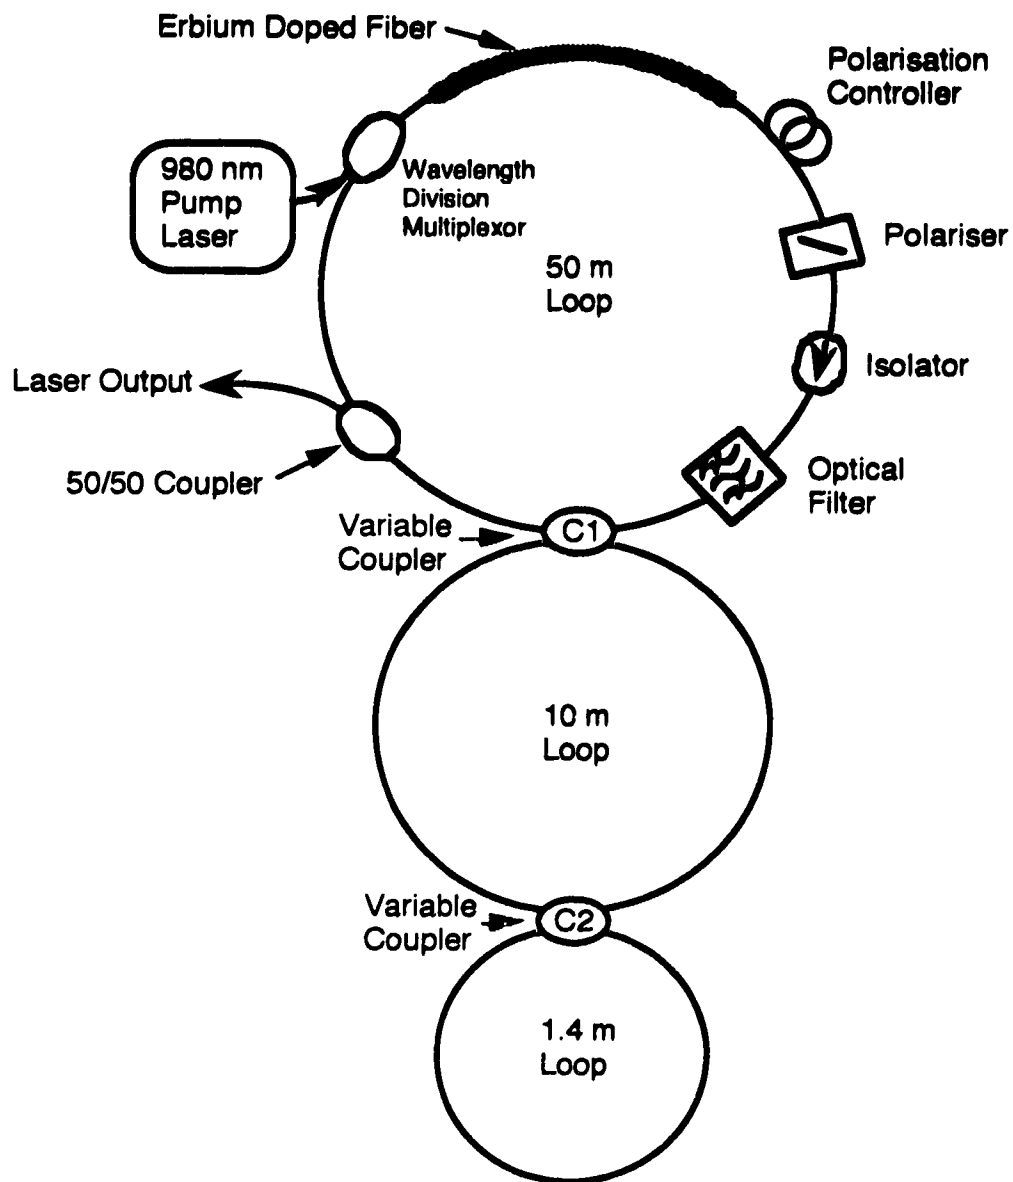 Erbium Doped Fiber
Polarisation
Controller
980 nm
Pump
Laser
Wavelength
Division
Multiplexor
Polariser
50 m
Loop
Laser Output
Isolator
50/50 Coupler
Optical
Filter
Variable
Coupler
C1
10 m
Loop
Variable
Coupler
C2
1.4 m
Loop